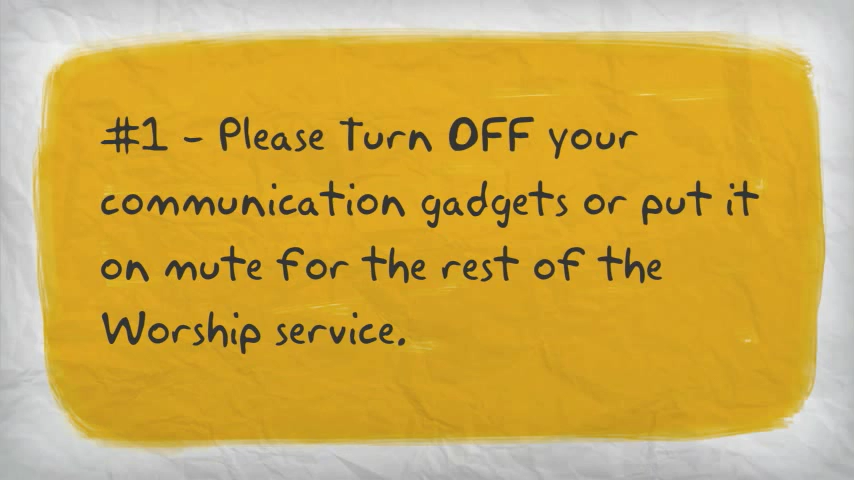 #1 - Please Turn OFF your
communication gadgets or put it
on mute for the rest of the
Worship service.